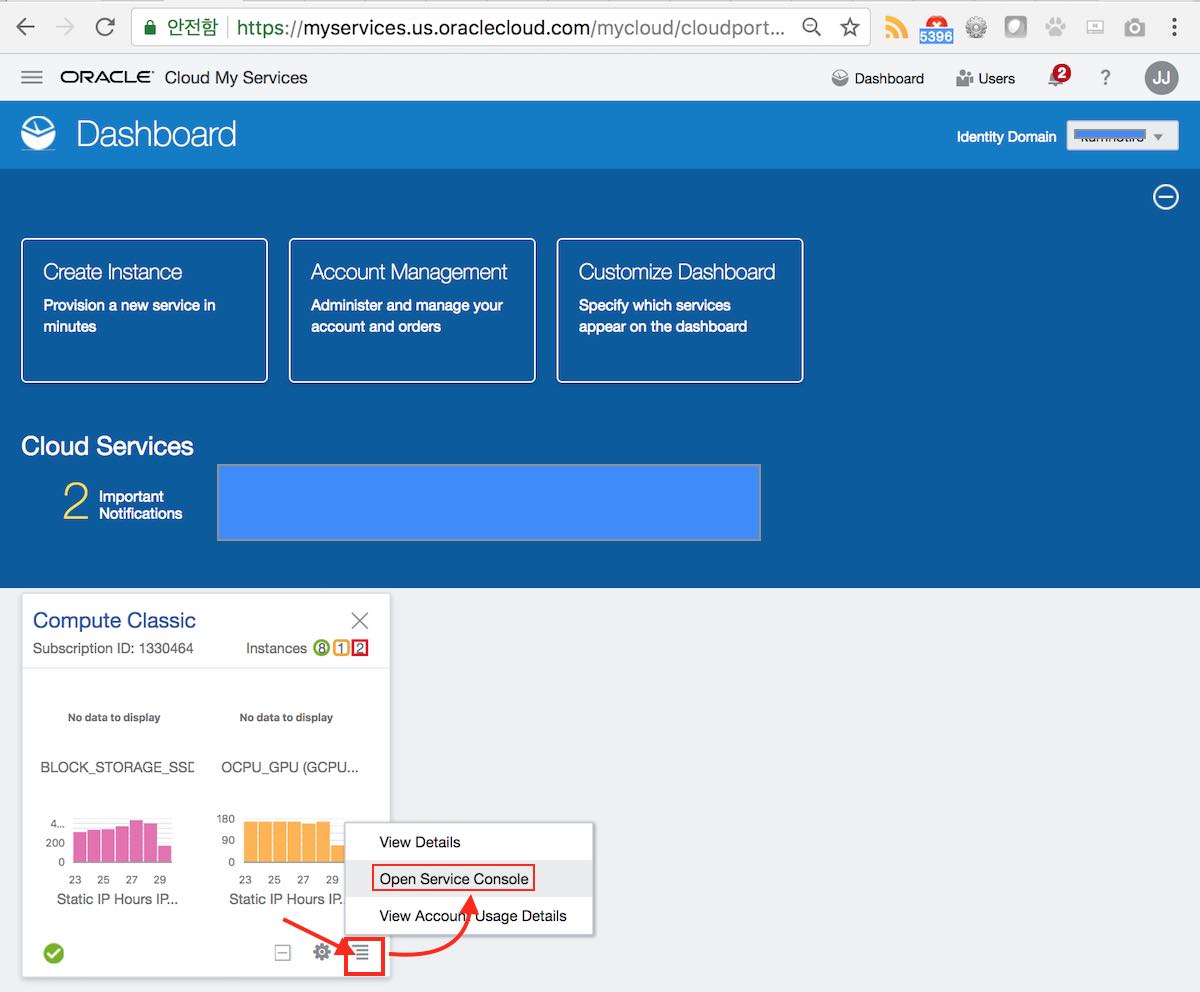 안전함 https://myservices.us.oraclecloud.com/mycloud/cloudport... 5396
ORACLE Cloud My Services Dashboard Users 2 ? JJ
Dashboard Identity Domain
Create Instance
Provision a new service in
minutes
Account Management
Administer and manage your
account and orders
Customize Dashboard
Specify which services
appear on the dashboard
Cloud Services
2 Important
Notifications
Compute Classic
Subscription ID: 1330464 Instances 8 1 2
No data to display No data to display
BLOCK_STORAGE_SSD OCPU_GPU (GCPU...
4...
200
0
23 25 27 29
Static IP Hours IP...
180
90
0
23 25 27 29
Static IP Hours IP.
View Details
Open Service Console
View Account Usage Details